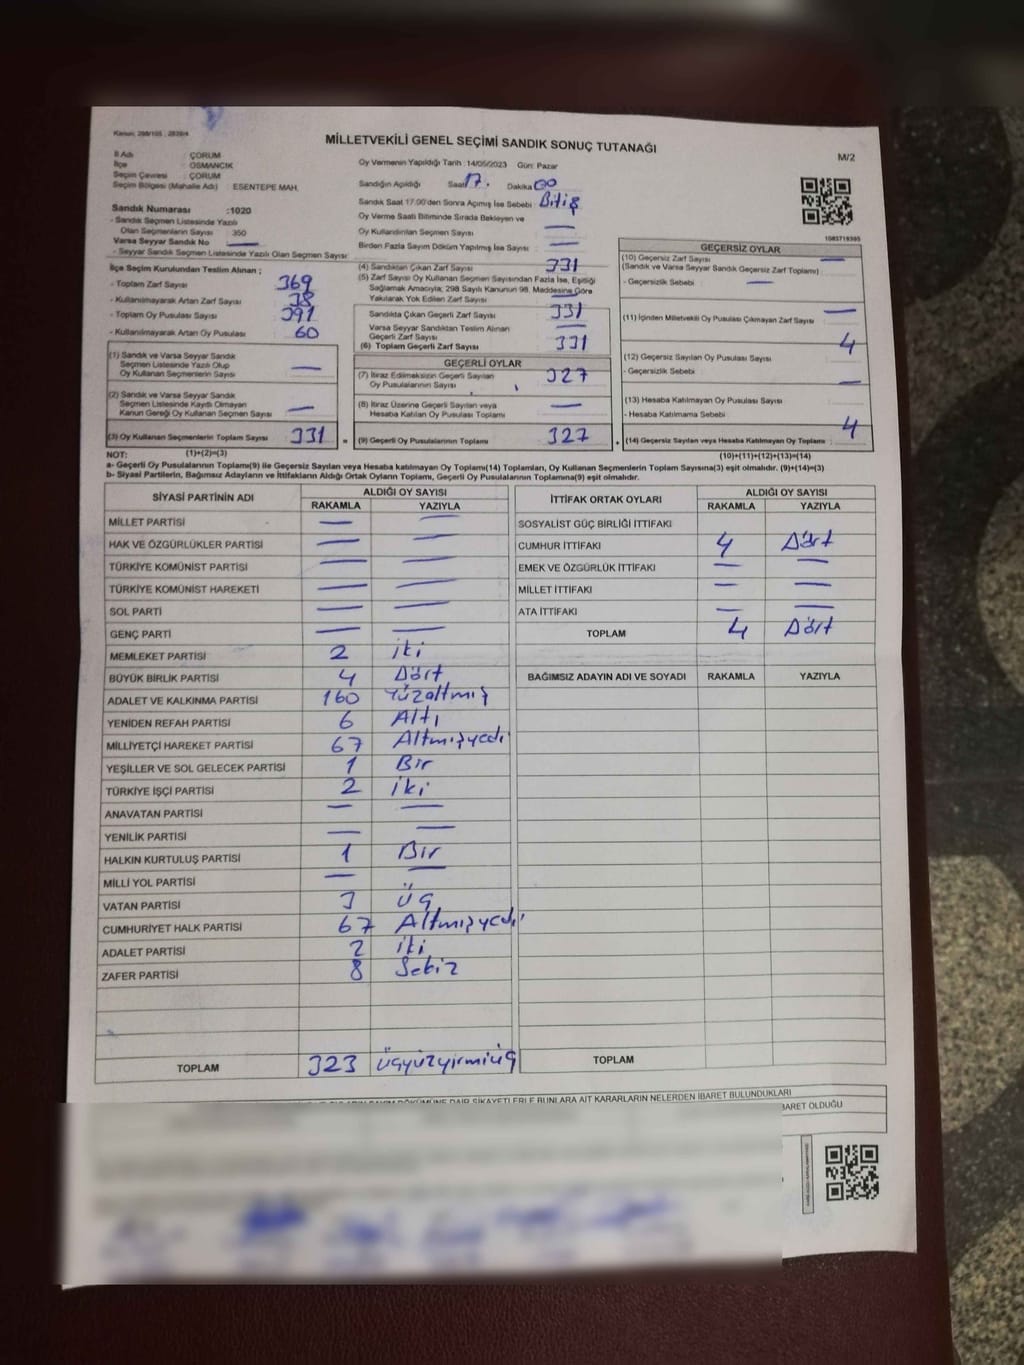 Kanun: 298/105 ; 2839/4
MİLLETVEKİLİ GENEL SEÇİMİ SANDIK SONUÇ TUTANAĞI
M/2
İl Adı : ÇORUM
İlçe : OSMANCIK
Seçim Çevresi : ÇORUM
Seçim Bölgesi (Mahalle Adı) : ESENTEPE MAH.
Sandık Numarası :1020
- Sandık Seçmen Listesinde Yazılı
Olan Seçmenlerin Sayısı : 350
Varsa Seyyar Sandık No —
- Seyyar Sandık Seçmen Listesinde Yazılı Olan Seçmen Sayısı:
Oy Vermenin Yapıldığı Tarih :14/05/2023 Gün: Pazar
Sandığın Açıldığı Saat 17. Dakika 00
Sandık Saat 17.00'den Sonra Açılmış İse Sebebi : Bitiş
Oy Verme Saati Bitiminde Sırada Bekleyen ve
Oy Kullandırılan Seçmen Sayısı —
Birden Fazla Sayım Döküm Yapılmış İse Sayısı —
1083719305
İlçe Seçim Kurulundan Teslim Alınan ;
- Toplam Zarf Sayısı 369
- Kullanılmayarak Artan Zarf Sayısı 38
- Toplam Oy Pusulası Sayısı 391
- Kullanılmayarak Artan Oy Pusulası 60
(1) Sandık ve Varsa Seyyar Sandık
Seçmen Listesinde Yazılı Olup
Oy Kullanan Seçmenlerin Sayısı —
(2) Sandık ve Varsa Seyyar Sandık
Seçmen Listesinde Kayıtlı Olmayan
Kanun Gereği Oy Kullanan Seçmen Sayısı —
(3) Oy Kullanan Seçmenlerin Toplam Sayısı 331
(4) Sandıktan Çıkan Zarf Sayısı 331
(5) Zarf Sayısı Oy Kullanan Seçmen Sayısından Fazla İse, Eşitliği
Sağlamak Amacıyla; 298 Sayılı Kanunun 98. Maddesine Göre
Yakılarak Yok Edilen Zarf Sayısı —
Sandıkta Çıkan Geçerli Zarf Sayısı 331
Varsa Seyyar Sandıktan Teslim Alınan
Geçerli Zarf Sayısı —
(6) Toplam Geçerli Zarf Sayısı 331
GEÇERLİ OYLAR
(7) İtiraz Edilmeksizin Geçerli Sayılan
Oy Pusulalarının Sayısı 327
(8) İtiraz Üzerine Geçerli Sayılan veya
Hesaba Katılan Oy Pusulası Toplamı —
(9) Geçerli Oy Pusulalarının Toplamı 327
GEÇERSİZ OYLAR
(10) Geçersiz Zarf Sayısı —
(Sandık ve Varsa Seyyar Sandık Geçersiz Zarf Toplamı) :
- Geçersizlik Sebebi : —
(11) İçinden Milletvekili Oy Pusulası Çıkmayan Zarf Sayısı : —
(12) Geçersiz Sayılan Oy Pusulası Sayısı : 4
- Geçersizlik Sebebi :
(13) Hesaba Katılmayan Oy Pusulası Sayısı : —
- Hesaba Katılmama Sebebi :
(14) Geçersiz Sayılan veya Hesaba Katılmayan Oy Toplamı : 4
NOT: (1)+(2)=(3) (10)+(11)+(12)+(13)=(14)
a- Geçerli Oy Pusulalarının Toplamı(9) ile Geçersiz Sayılan veya Hesaba katılmayan Oy Toplamı(14) Toplamları, Oy Kullanan Seçmenlerin Toplam Sayısına(3) eşit olmalıdır. (9)+(14)=(3)
b- Siyasi Partilerin, Bağımsız Adayların ve İttifakların Aldığı Ortak Oyların Toplamı, Geçerli Oy Pusulalarının Toplamına(9) eşit olmalıdır.
SİYASİ PARTİNİN ADI ALDIĞI OY SAYISI
RAKAMLA YAZIYLA
MİLLET PARTİSİ — —
HAK VE ÖZGÜRLÜKLER PARTİSİ — —
TÜRKİYE KOMÜNİST PARTİSİ — —
TÜRKİYE KOMÜNİST HAREKETİ — —
SOL PARTİ — —
GENÇ PARTİ — —
MEMLEKET PARTİSİ 2 iki
BÜYÜK BİRLİK PARTİSİ 4 Dört
ADALET VE KALKINMA PARTİSİ 160 Yüzaltmış
YENİDEN REFAH PARTİSİ 6 Altı
MİLLİYETÇİ HAREKET PARTİSİ 67 Altmışyedi
YEŞİLLER VE SOL GELECEK PARTİSİ 1 Bir
TÜRKİYE İŞÇİ PARTİSİ 2 iki
ANAVATAN PARTİSİ — —
YENİLİK PARTİSİ — —
HALKIN KURTULUŞ PARTİSİ 1 Bir
MİLLİ YOL PARTİSİ — —
VATAN PARTİSİ 3 Üç
CUMHURİYET HALK PARTİSİ 67 Altmışyedi
ADALET PARTİSİ 2 iki
ZAFER PARTİSİ 8 Sekiz
TOPLAM 323 üçyüzyirmiüç
İTTİFAK ORTAK OYLARI ALDIĞI OY SAYISI
RAKAMLA YAZIYLA
SOSYALİST GÜÇ BİRLİĞİ İTTİFAKI
CUMHUR İTTİFAKI 4 Dört
EMEK VE ÖZGÜRLÜK İTTİFAKI — —
MİLLET İTTİFAKI — —
ATA İTTİFAKI — —
TOPLAM 4 Dört
BAĞIMSIZ ADAYIN ADI VE SOYADI RAKAMLA YAZIYLA
TOPLAM
DÖKÜMÜNE DAİR ŞİKAYETLERLE BUNLARA AİT KARARLARIN NELERDEN İBARET BULUNDUKLARI
BARET OLDUĞU